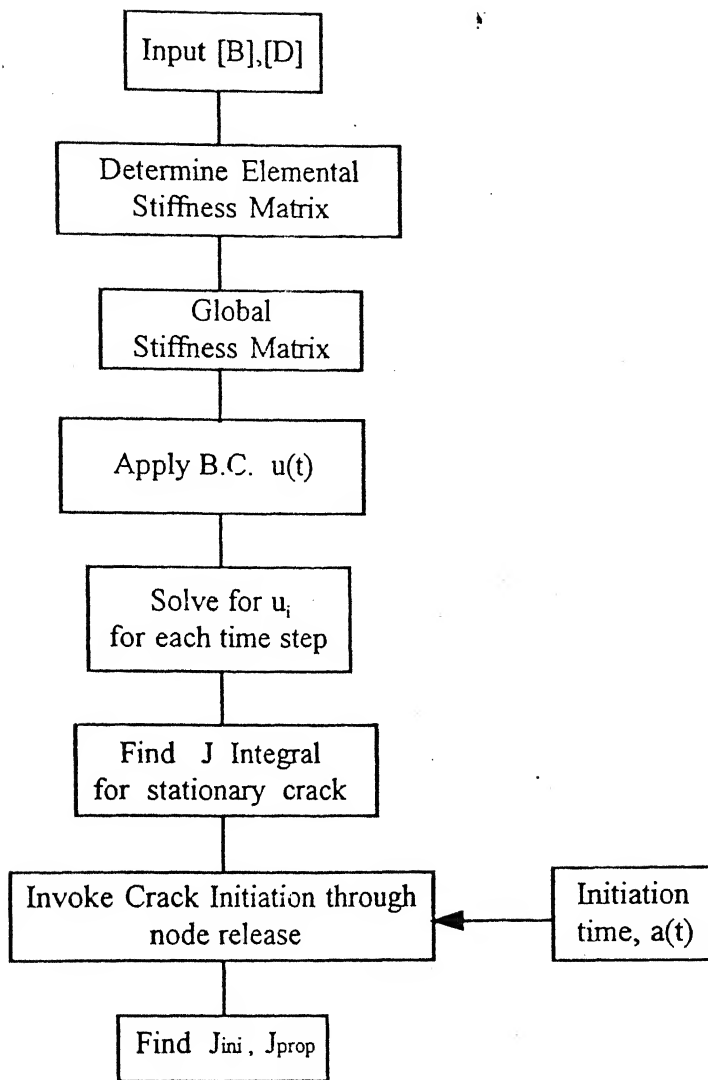 Input [B],[D]
Determine Elemental
Stiffness Matrix
Global
Stiffness Matrix
Apply B.C. u(t)
Solve for uᵢ
for each time step
Find J Integral
for stationary crack
Invoke Crack Initiation through
node release
Initiation
time, a(t)
Find Jini, Jprop